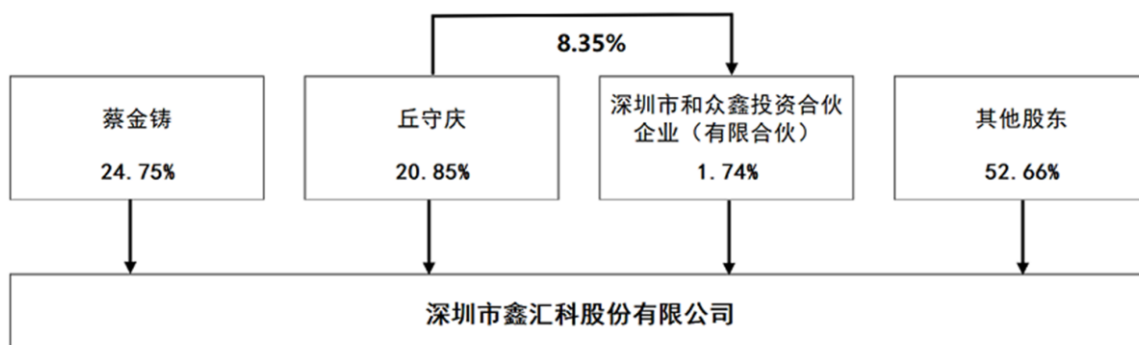 8.35%
蔡金铸
24.75%
丘守庆
20.85%
深圳市和众鑫投资合伙
企业（有限合伙）
1.74%
其他股东
52.66%
深圳市鑫汇科股份有限公司